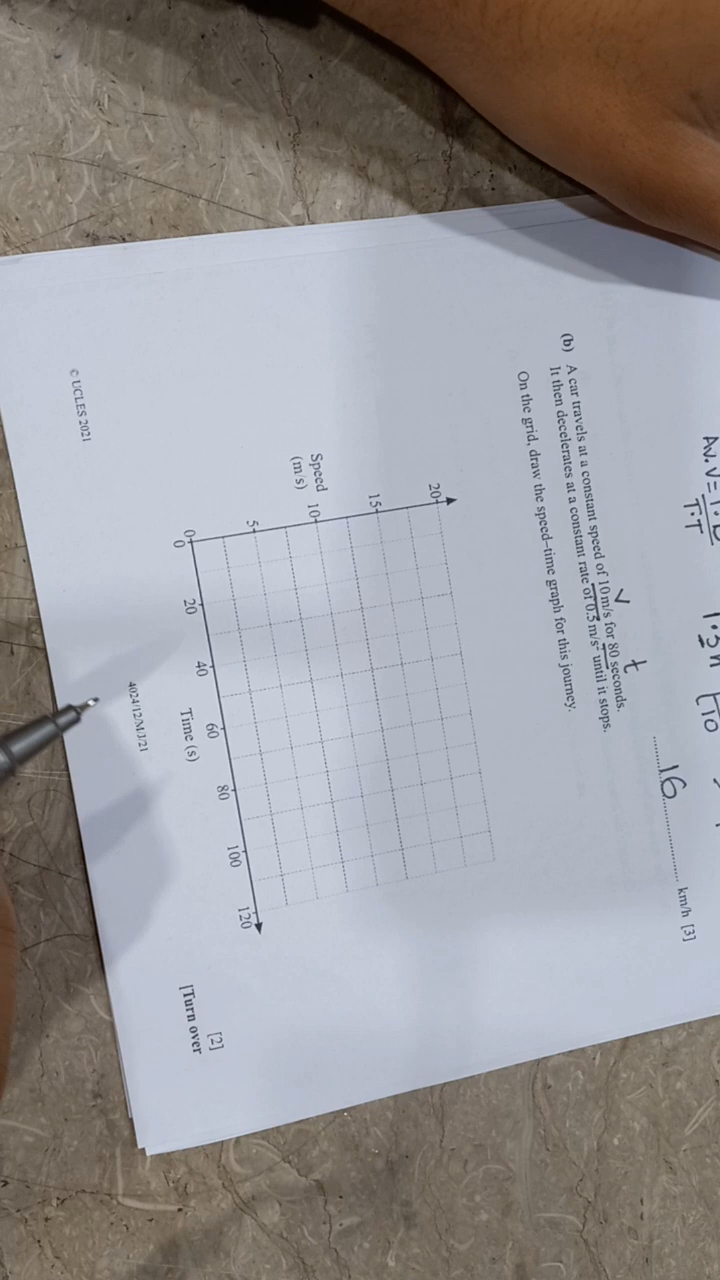 Av. V =
T.T
16 km/h [3]
(b) A car travels at a constant speed of 10 m/s for 80 seconds.
It then decelerates at a constant rate of 0.5 m/s² until it stops.
V
t
On the grid, draw the speed–time graph for this journey.
20
15
Speed 10
(m/s)
5
0
0 20 40 60 80 100 120
Time (s)
[2]
© UCLES 2021
4024/12/M/J/21
[Turn over